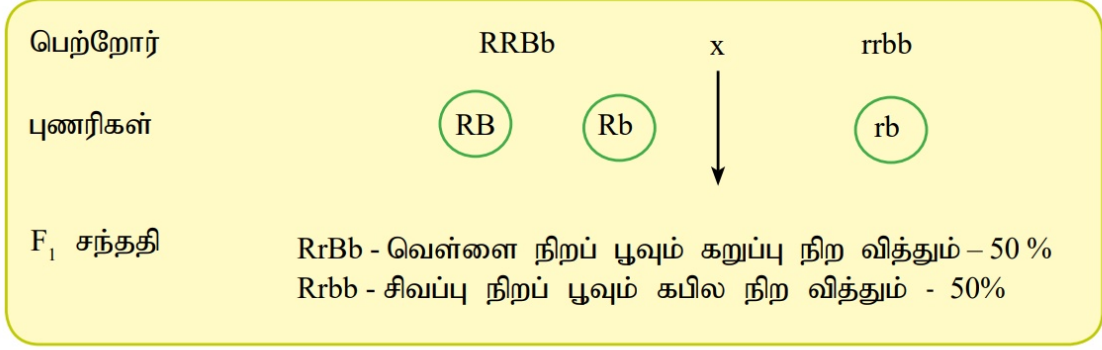 பெற்றோர் RRBb x rrbb
புணரிகள் RB Rb rb
F₁ சந்ததி RrBb - வெள்ளை நிறப் பூவும் கறுப்பு நிற வித்தும் – 50 %
Rrbb - சிவப்பு நிறப் பூவும் கபில நிற வித்தும் - 50%